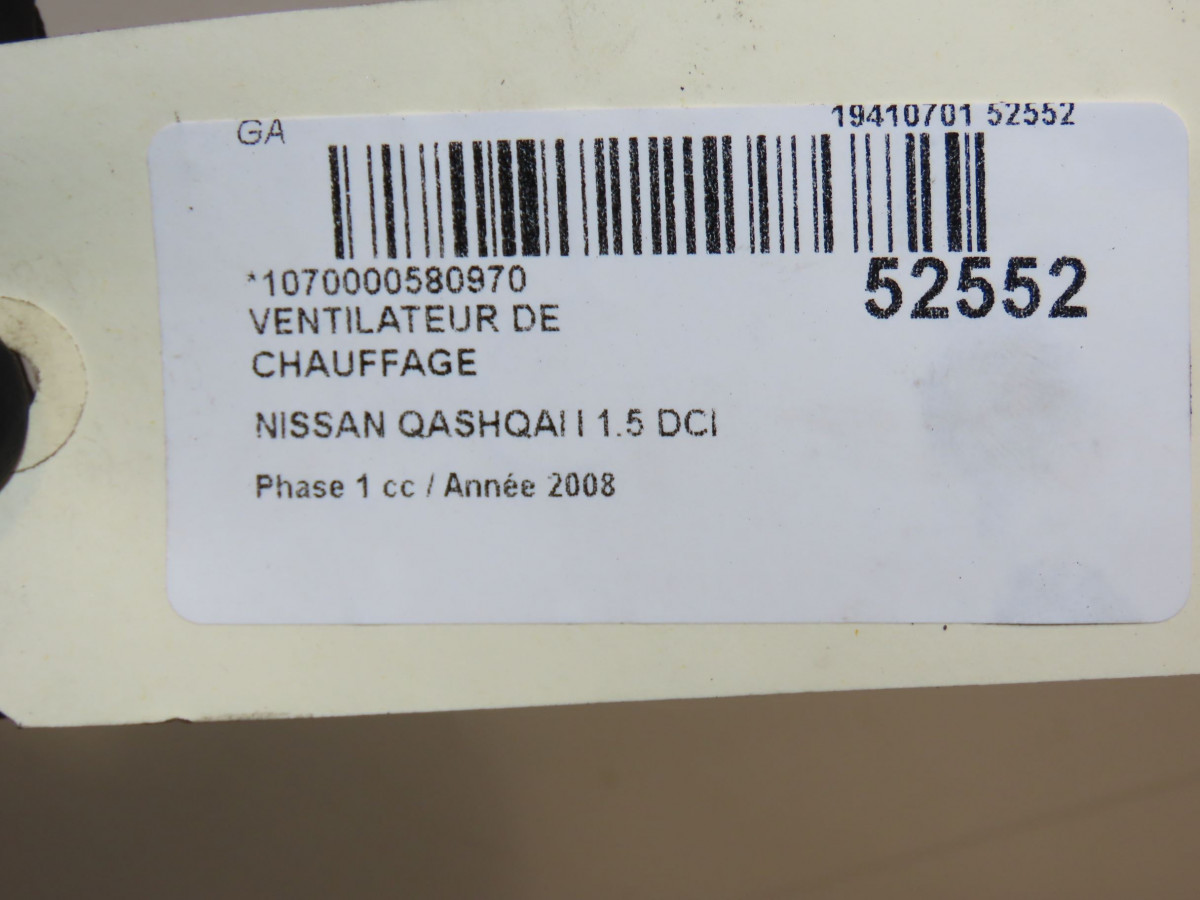 GA
19410701 52552
*1070000580970
52552
VENTILATEUR DE
CHAUFFAGE
NISSAN QASHQAI I 1.5 DCI
Phase 1 cc / Année 2008